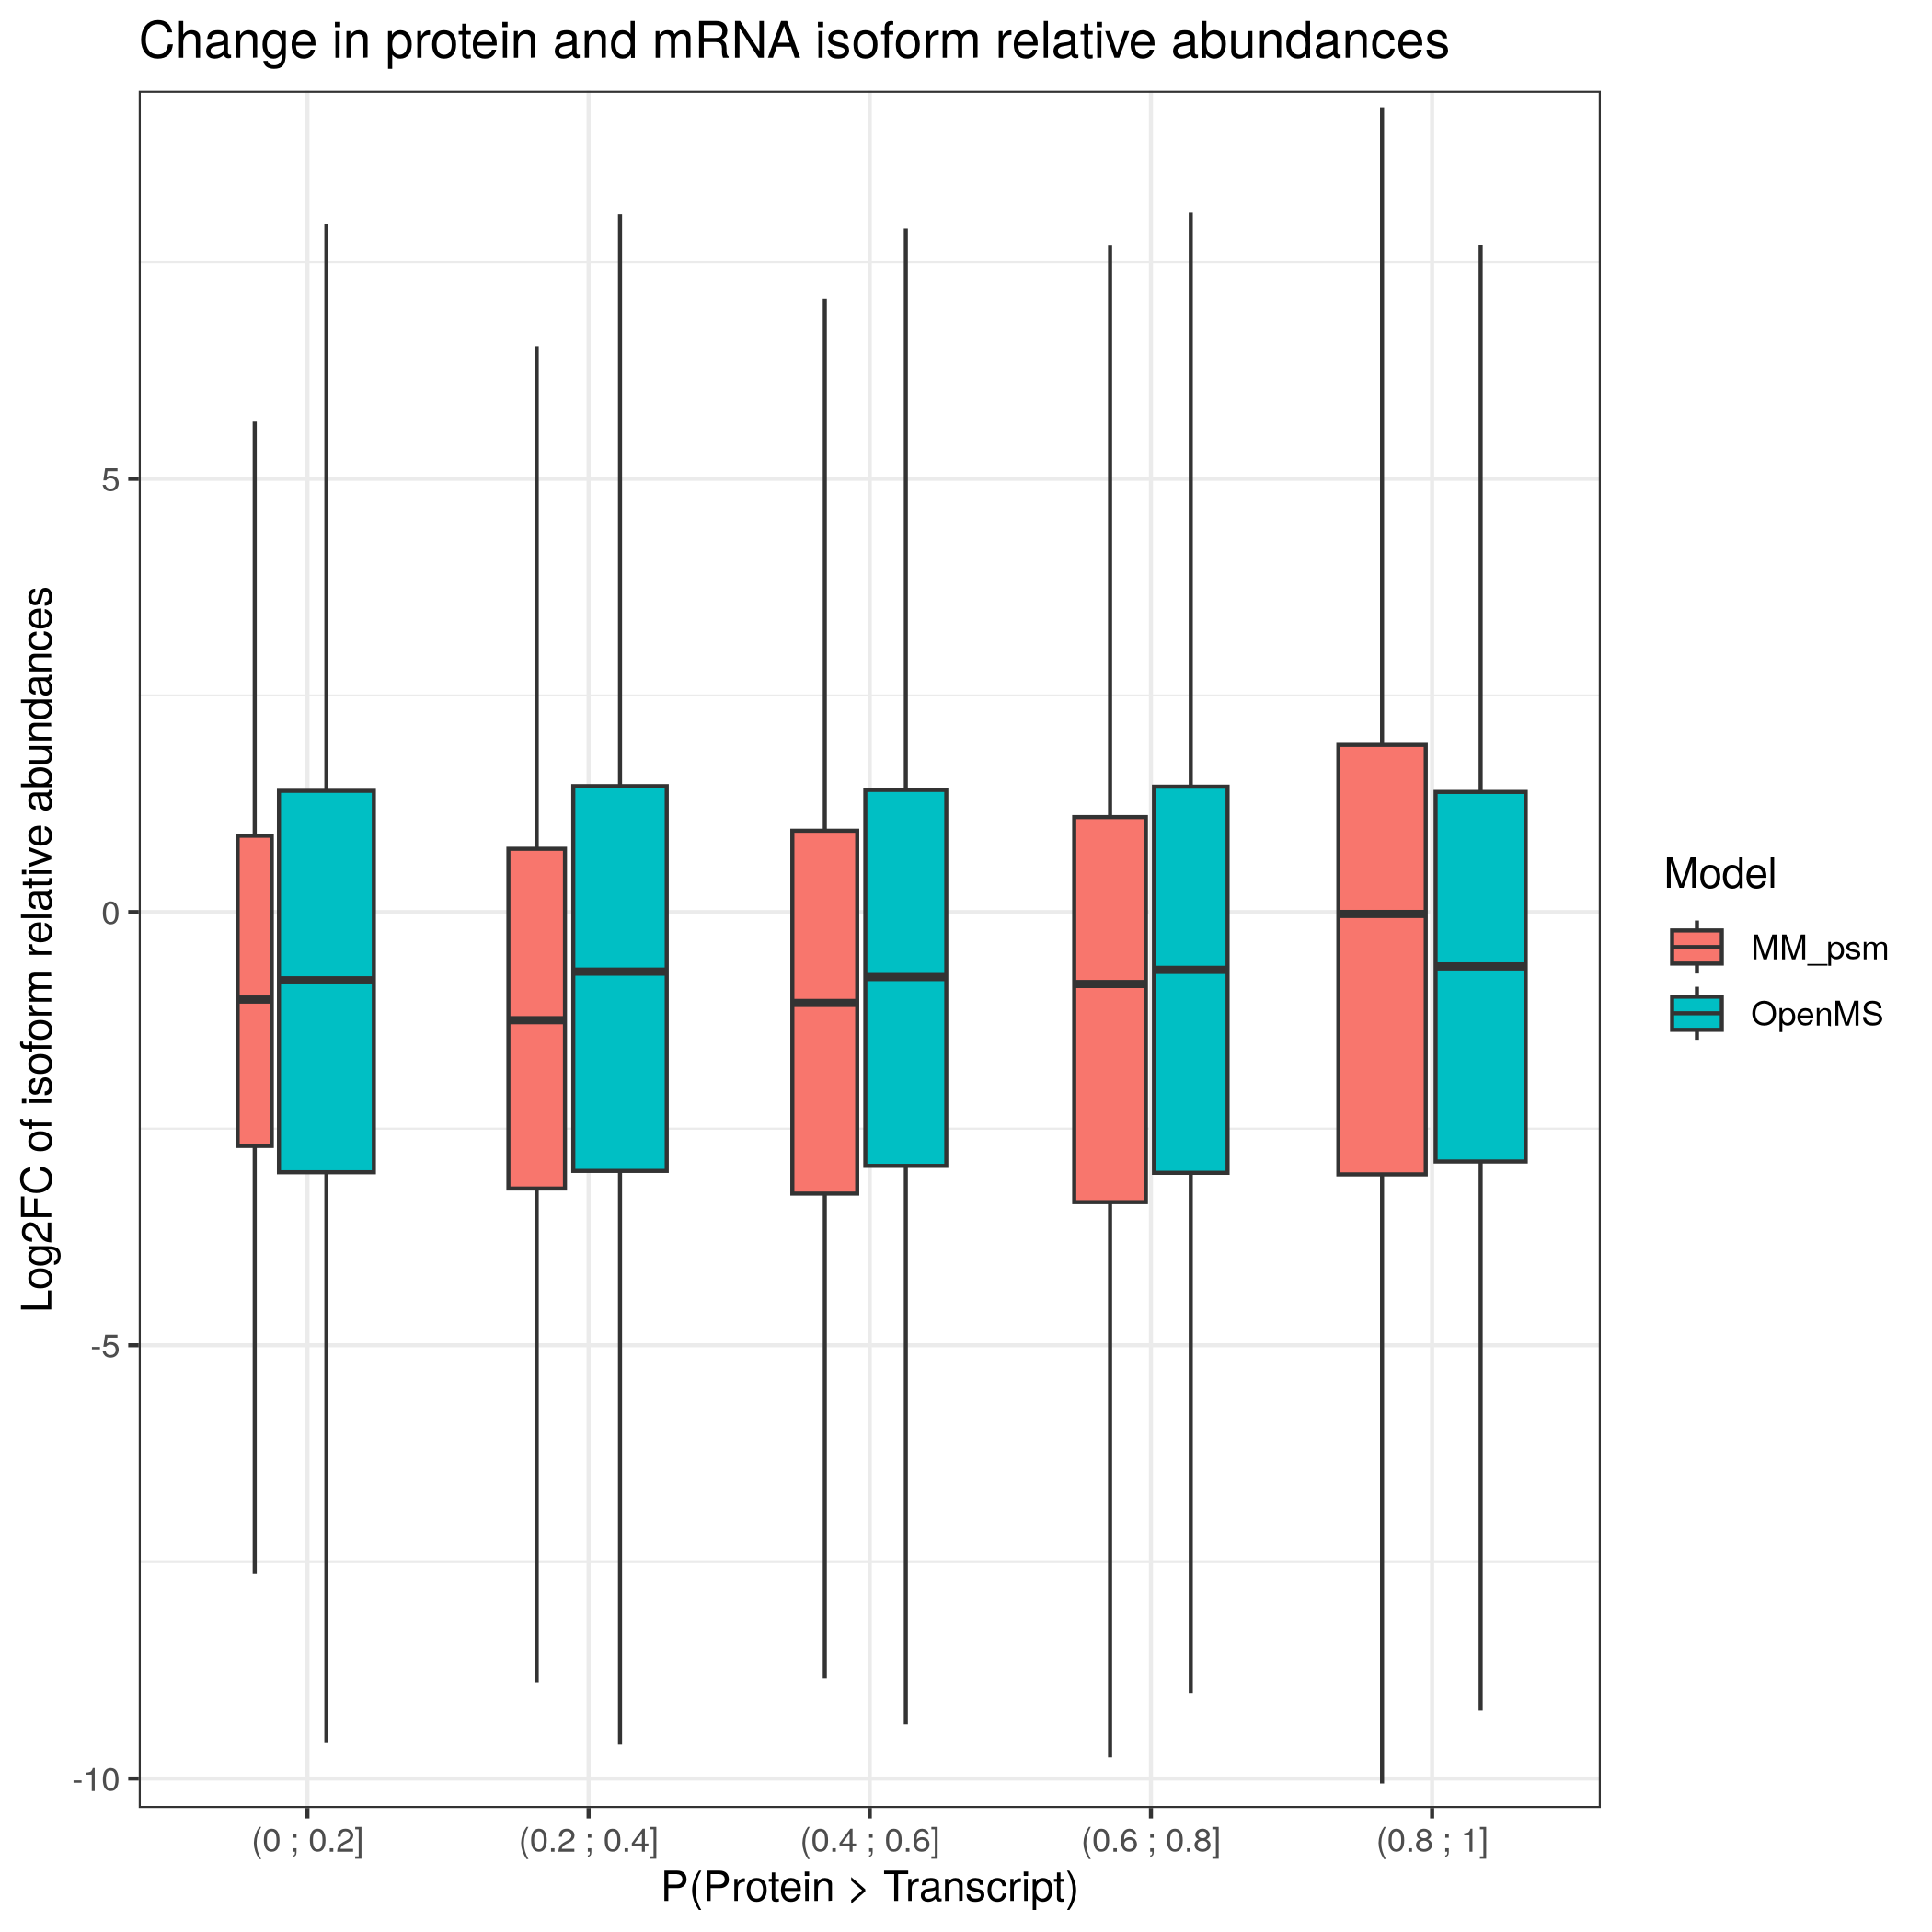 Change in protein and mRNA isoform relative abundances
Log2FC of isoform relative abundances
5
0
-5
-10
(0 ; 0.2]
(0.2 ; 0.4]
(0.4 ; 0.6]
(0.6 ; 0.8]
(0.8 ; 1]
P(Protein > Transcript)
Model
MM_psm
OpenMS